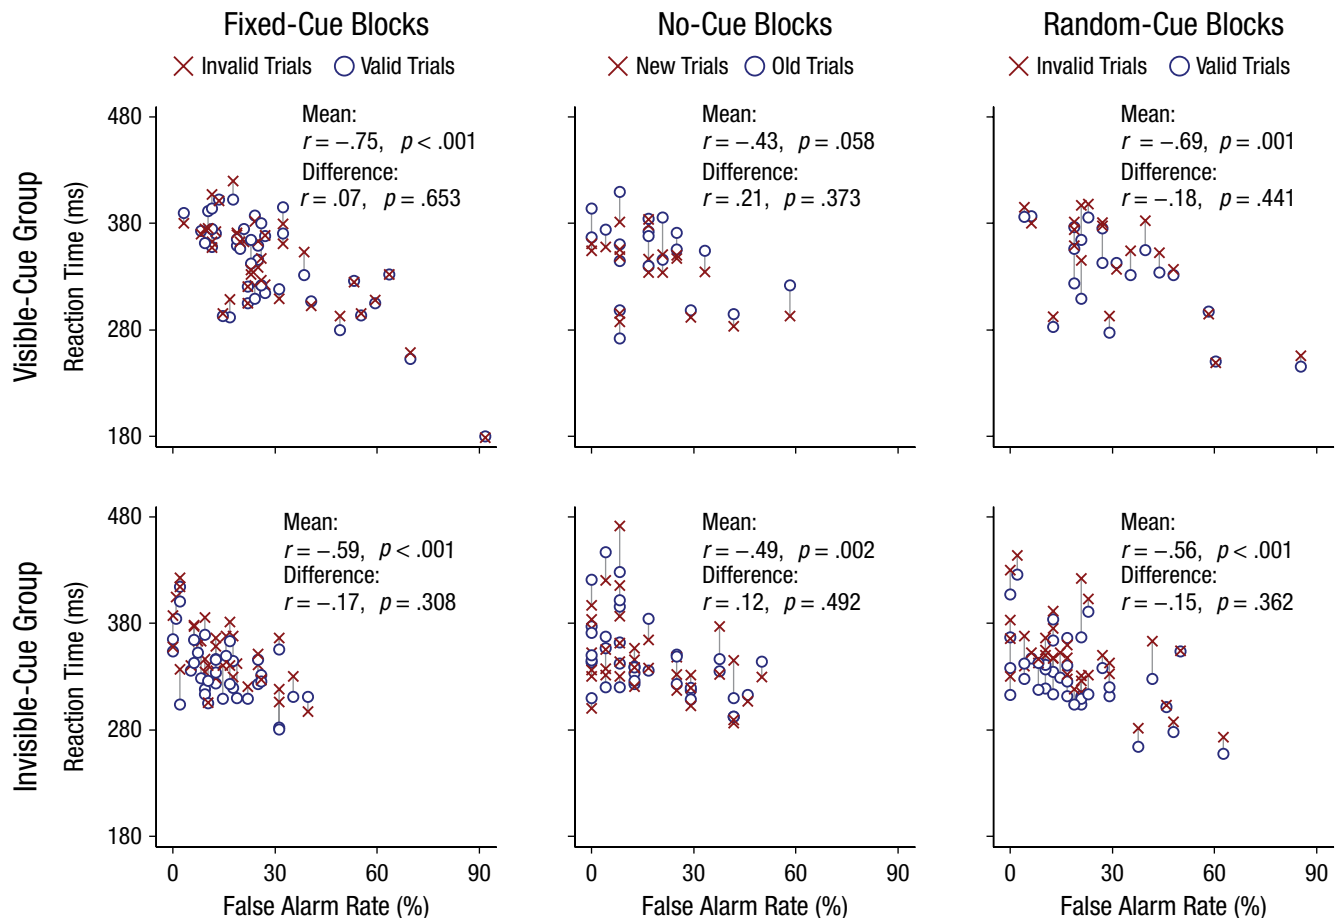 Fixed-Cue Blocks
Invalid Trials Valid Trials
No-Cue Blocks
New Trials Old Trials
Random-Cue Blocks
Invalid Trials Valid Trials
Visible-Cue Group
Reaction Time (ms)
480
380
280
180
Mean:
r = –.75, p < .001
Difference:
r = .07, p = .653
Mean:
r = –.43, p = .058
Difference:
r = .21, p = .373
Mean:
r = –.69, p = .001
Difference:
r = –.18, p = .441
Invisible-Cue Group
Reaction Time (ms)
480
380
280
180
Mean:
r = –.59, p < .001
Difference:
r = –.17, p = .308
Mean:
r = –.49, p = .002
Difference:
r = .12, p = .492
Mean:
r = –.56, p < .001
Difference:
r = –.15, p = .362
0 30 60 90
0 30 60 90
0 30 60 90
False Alarm Rate (%)
False Alarm Rate (%)
False Alarm Rate (%)